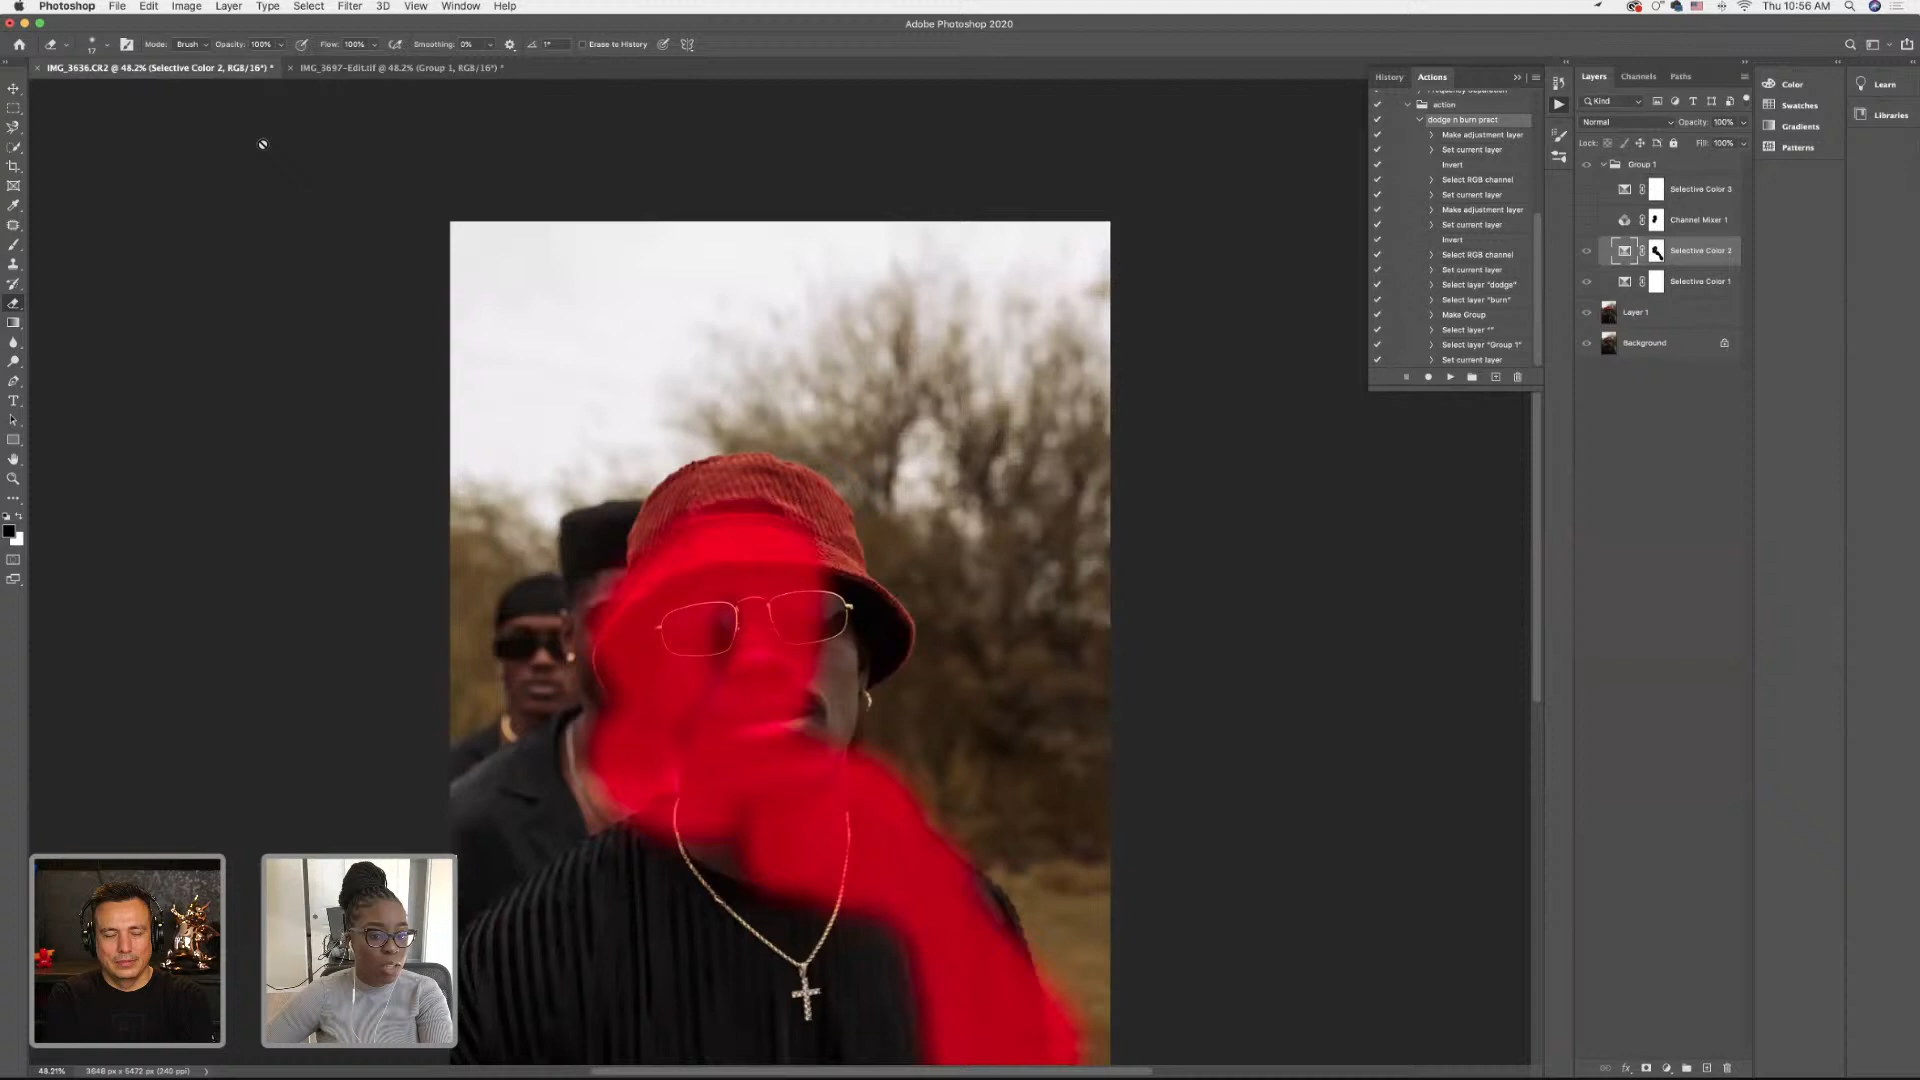 Photoshop File Edit Image Layer Type Select Filter 3D View Window Help Thu 10:56 AM
Adobe Photoshop 2020
17 Mode: Brush Opacity: 100% Flow: 100% Smoothing: 0% 1° Erase to History
IMG_3636.CR2 @ 48.2% (Selective Color 2, RGB/16*) * IMG_3697-Edit.tif @ 48.2% (Group 1, RGB/16*) *
History Actions
Frequency Separation
action
dodge n burn pract
Make adjustment layer
Set current layer
Invert
Select RGB channel
Set current layer
Make adjustment layer
Set current layer
Invert
Select RGB channel
Set current layer
Select layer "dodge"
Select layer "burn"
Make Group
Select layer ""
Select layer "Group 1"
Set current layer
Layers Channels Paths
Kind
Normal Opacity: 100%
Lock: Fill: 100%
Group 1
Selective Color 3
Channel Mixer 1
Selective Color 2
Selective Color 1
Layer 1
Background
Color
Swatches
Gradients
Patterns
Learn
Libraries
48.21% 3648 px x 5472 px (240 ppi)